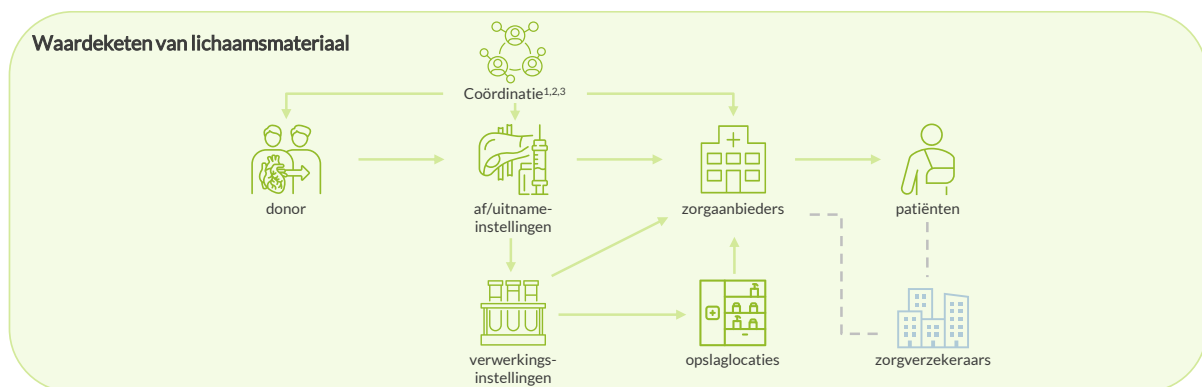 Waardeketen van lichaamsmateriaal
Coördinatie1,2,3
donor
af/uitname-
instellingen
zorgaanbieders
patiënten
verwerkings-
instellingen
opslaglocaties
zorgverzekeraars